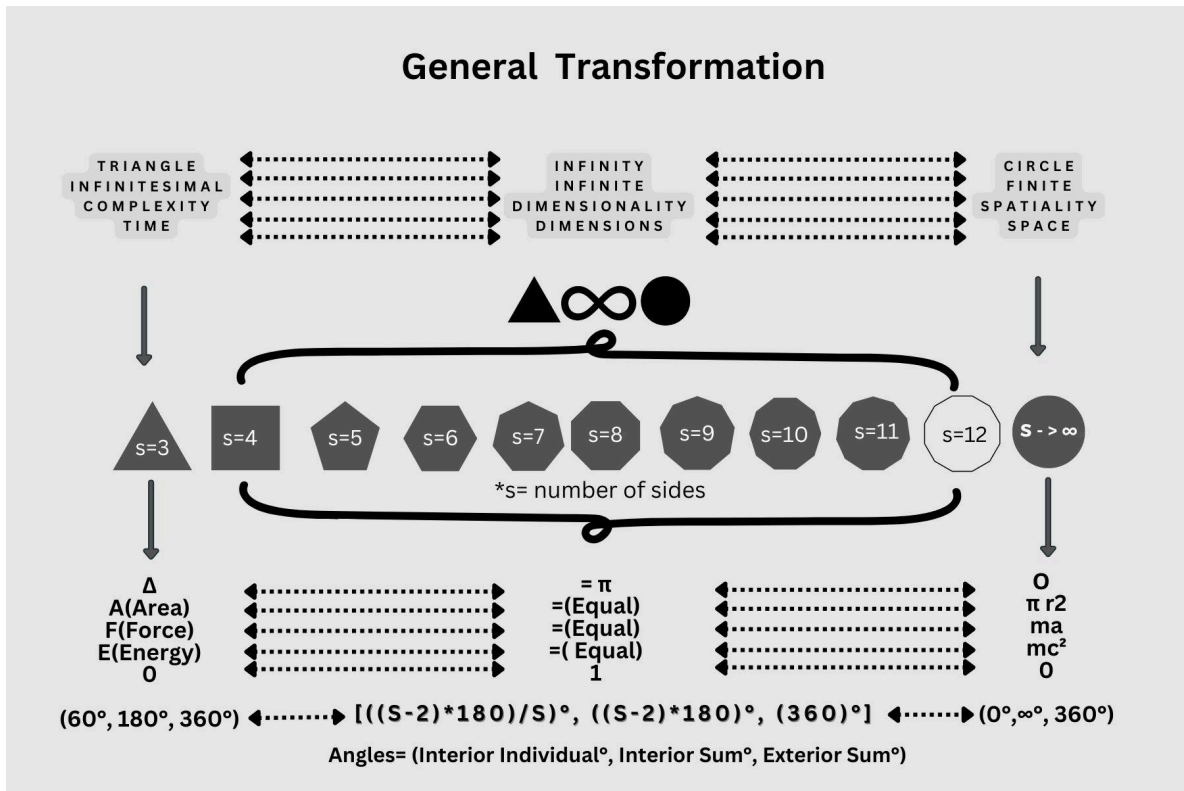 General Transformation
TRIANGLE
INFINITESIMAL
COMPLEXITY
TIME
INFINITY
INFINITE
DIMENSIONALITY
DIMENSIONS
CIRCLE
FINITE
SPATIALITY
SPACE
∞
s=3
s=4
s=5
s=6
s=7
s=8
s=9
s=10
s=11
s=12
S -> ∞
*s= number of sides
Δ
A(Area)
F(Force)
E(Energy)
0
= π
=(Equal)
=(Equal)
=( Equal)
1
O
π r2
ma
mc²
0
(60°, 180°, 360°)
[((S-2)*180)/S)°, ((S-2)*180)°, (360)°]
(0°,∞°, 360°)
Angles= (Interior Individual°, Interior Sum°, Exterior Sum°)